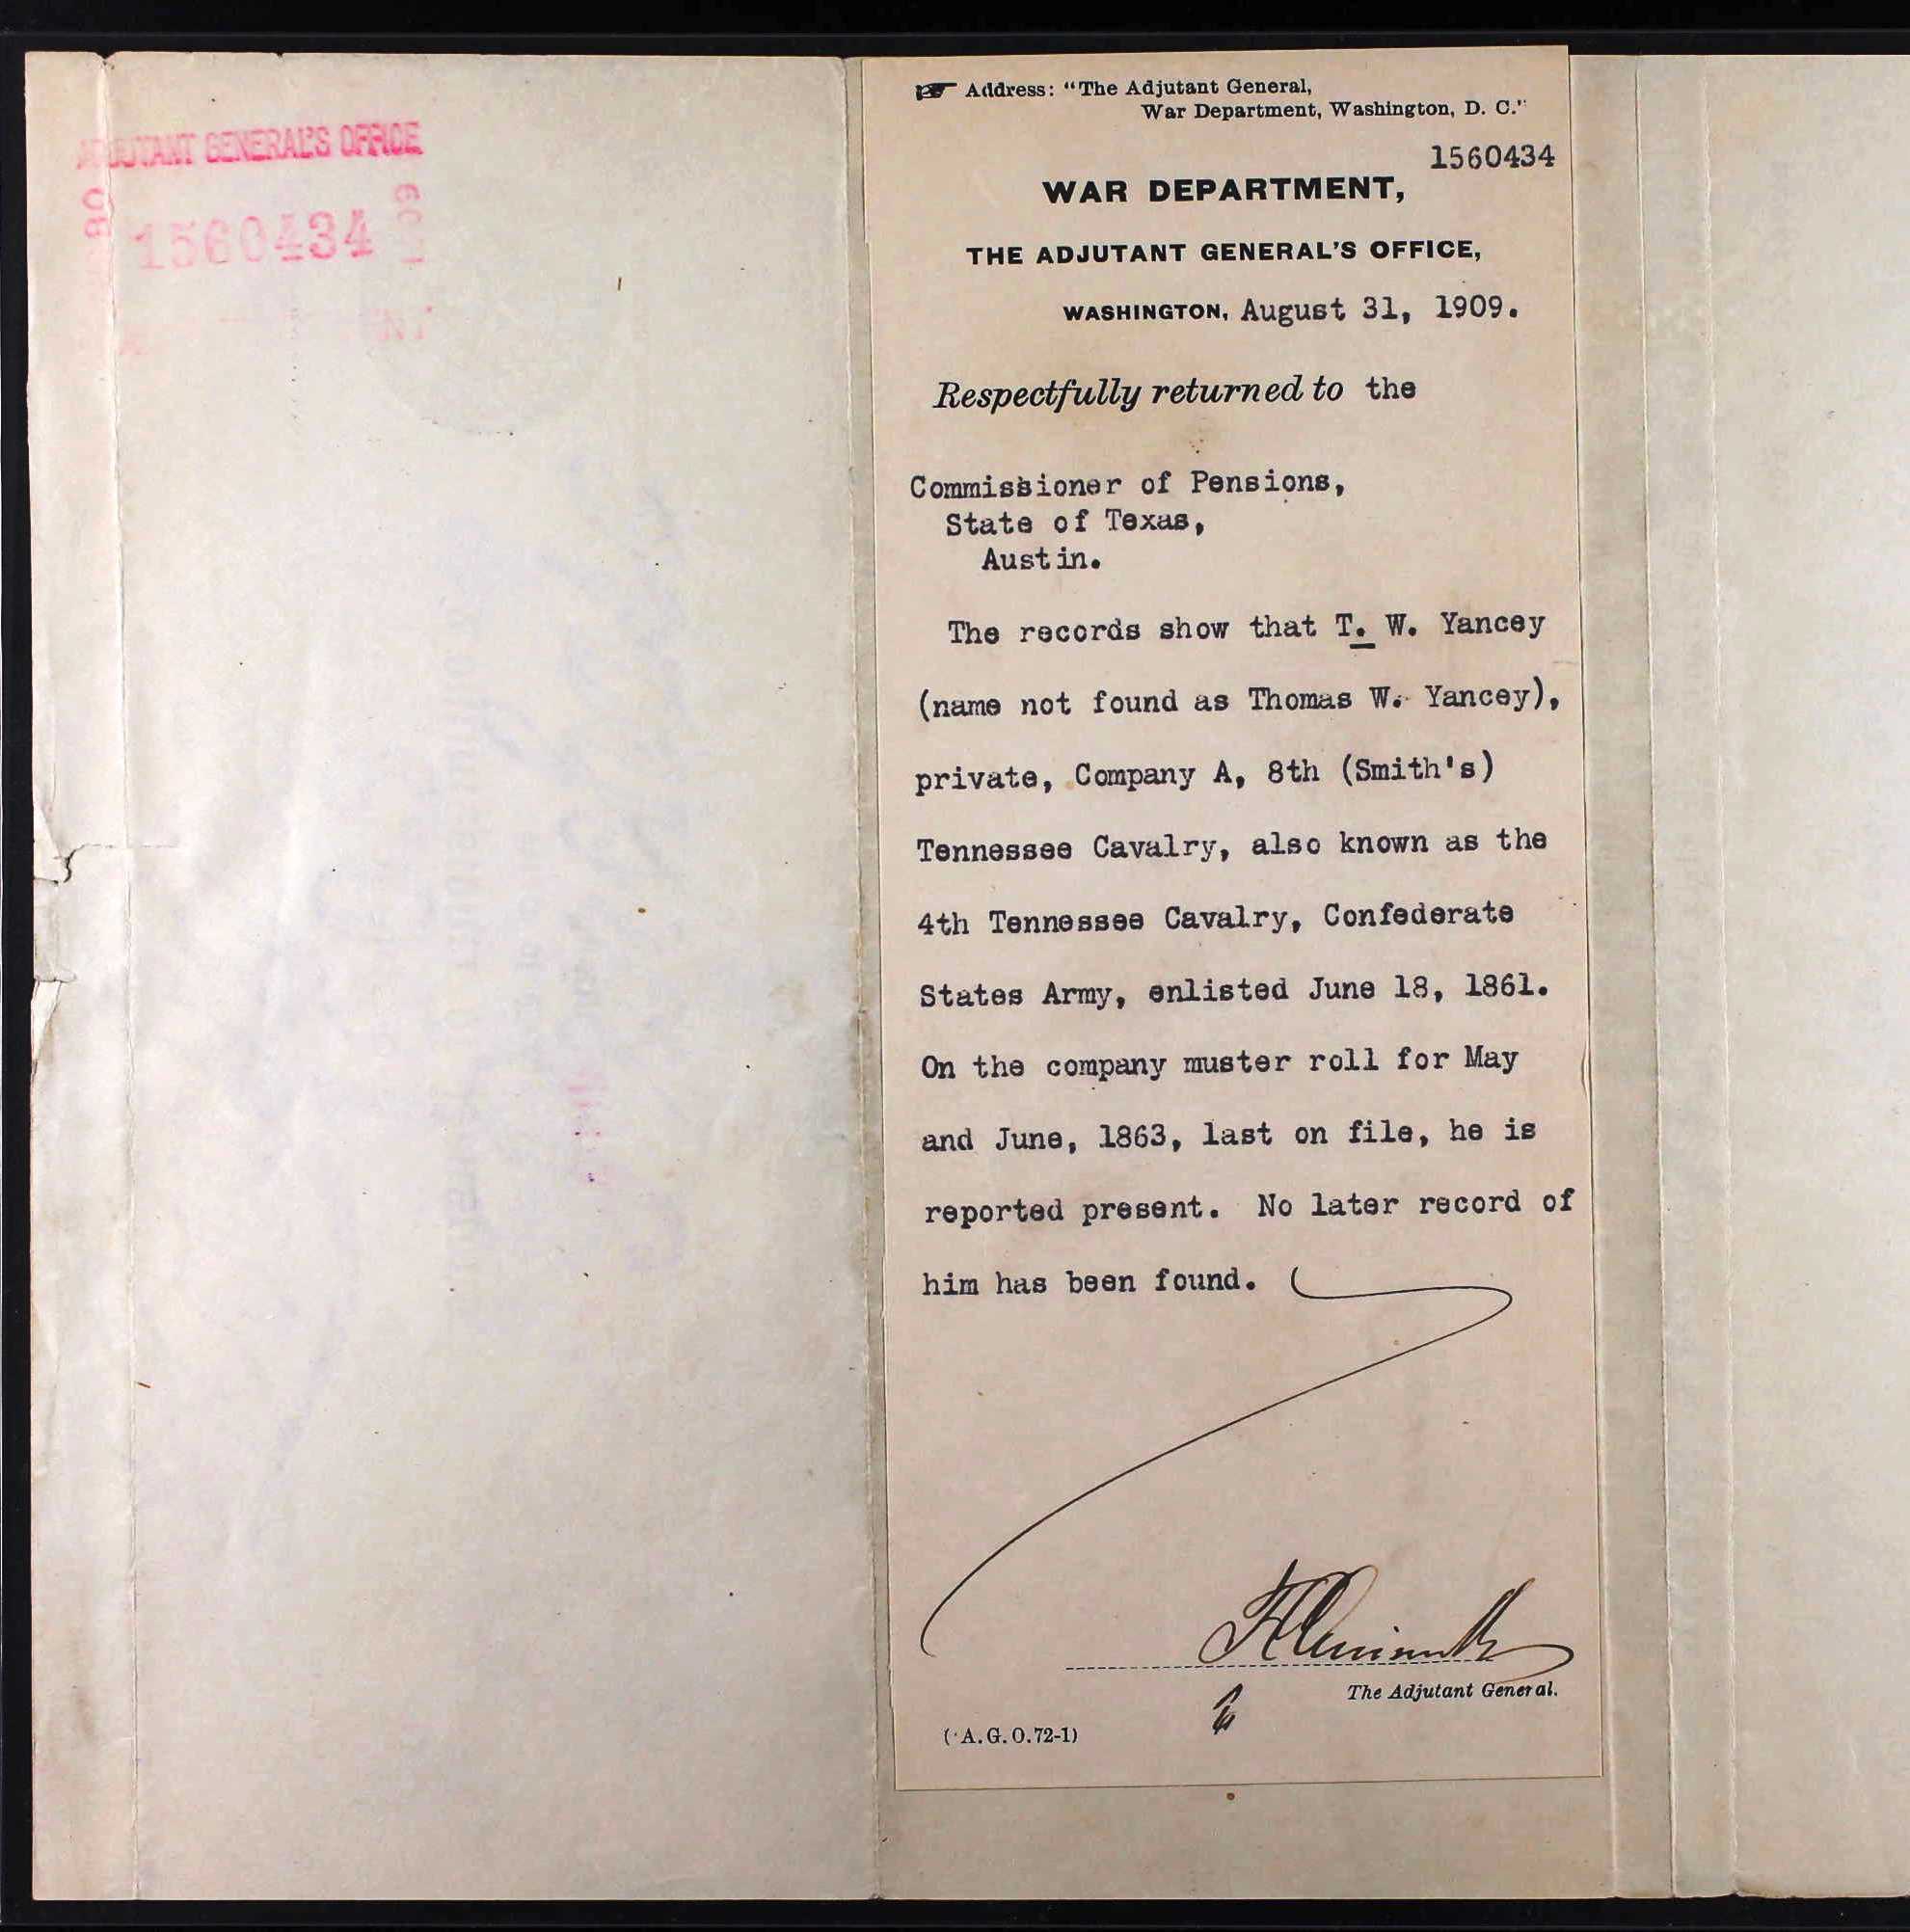 ADJUTANT GENERAL'S OFFICE
1560434
Address: "The Adjutant General,
War Department, Washington, D. C."
1560434
WAR DEPARTMENT,
THE ADJUTANT GENERAL'S OFFICE,
WASHINGTON, August 31, 1909.
Respectfully returned to the
Commissioner of Pensions,
State of Texas,
Austin.
The records show that T. W. Yancey
(name not found as Thomas W. Yancey),
private, Company A, 8th (Smith's)
Tennessee Cavalry, also known as the
4th Tennessee Cavalry, Confederate
States Army, enlisted June 18, 1861.
On the company muster roll for May
and June, 1863, last on file, he is
reported present. No later record of
him has been found.
The Adjutant General.
(A. G. O. 72-1)